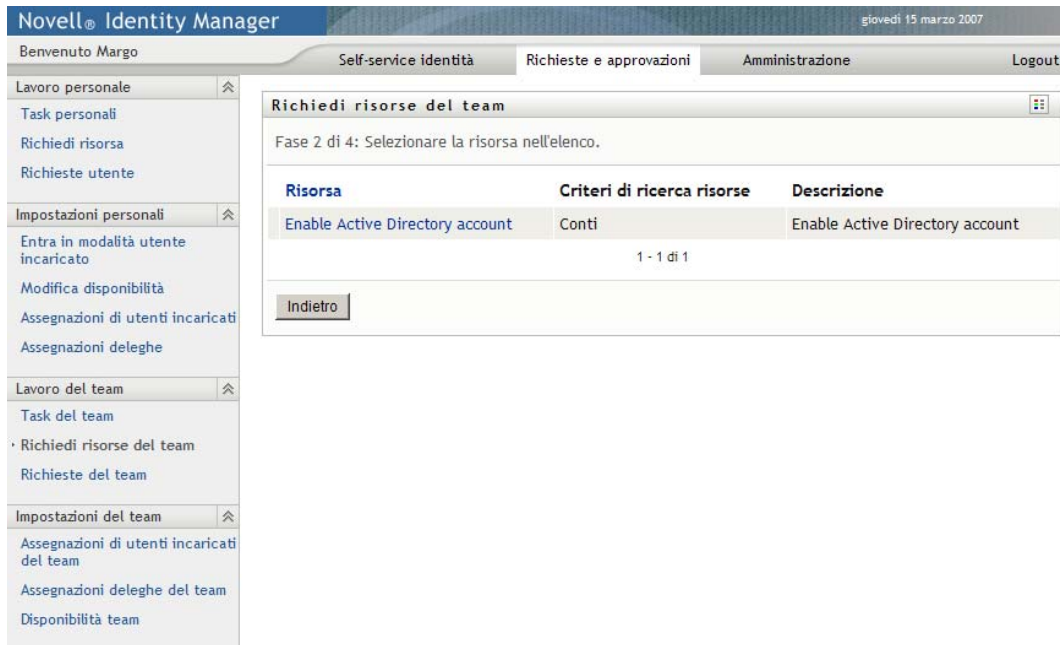 Novell® Identity Manager
giovedì 15 marzo 2007
Benvenuto Margo
Self-service identità
Richieste e approvazioni
Amministrazione
Logout
Lavoro personale
Task personali
Richiedi risorsa
Richieste utente
Impostazioni personali
Entra in modalità utente
incaricato
Modifica disponibilità
Assegnazioni di utenti incaricati
Assegnazioni deleghe
Lavoro del team
Task del team
Richiedi risorse del team
Richieste del team
Impostazioni del team
Assegnazioni di utenti incaricati
del team
Assegnazioni deleghe del team
Disponibilità team
Richiedi risorse del team
Fase 2 di 4: Selezionare la risorsa nell'elenco.
Risorsa Criteri di ricerca risorse Descrizione
Enable Active Directory account Conti Enable Active Directory account
1 - 1 di 1
Indietro